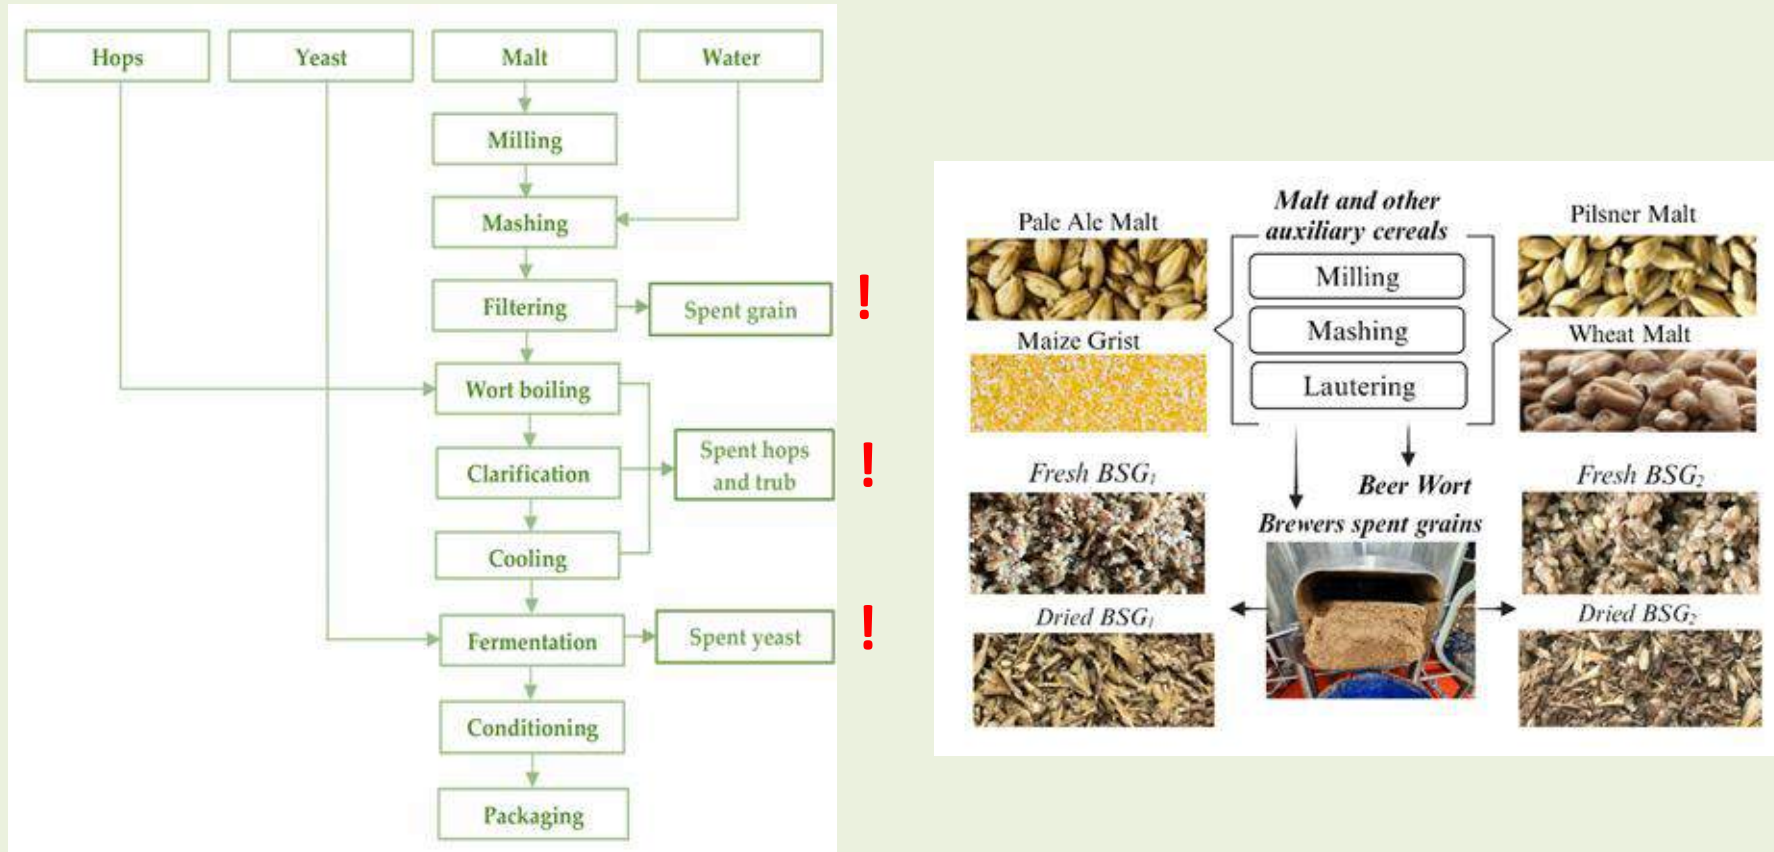 Hops
Yeast
Malt
Water
Milling
Mashing
Filtering
Spent grain
!
Wort boiling
Clarification
Spent hops
and trub
!
Cooling
Fermentation
Spent yeast
!
Conditioning
Packaging
Malt and other
auxiliary cereals
Pale Ale Malt
Pilsner Malt
Milling
Maize Grist
Mashing
Wheat Malt
Lautering
Fresh BSG₁
Beer Wort
Fresh BSG₂
Brewers spent grains
Dried BSG₁
Dried BSG₂